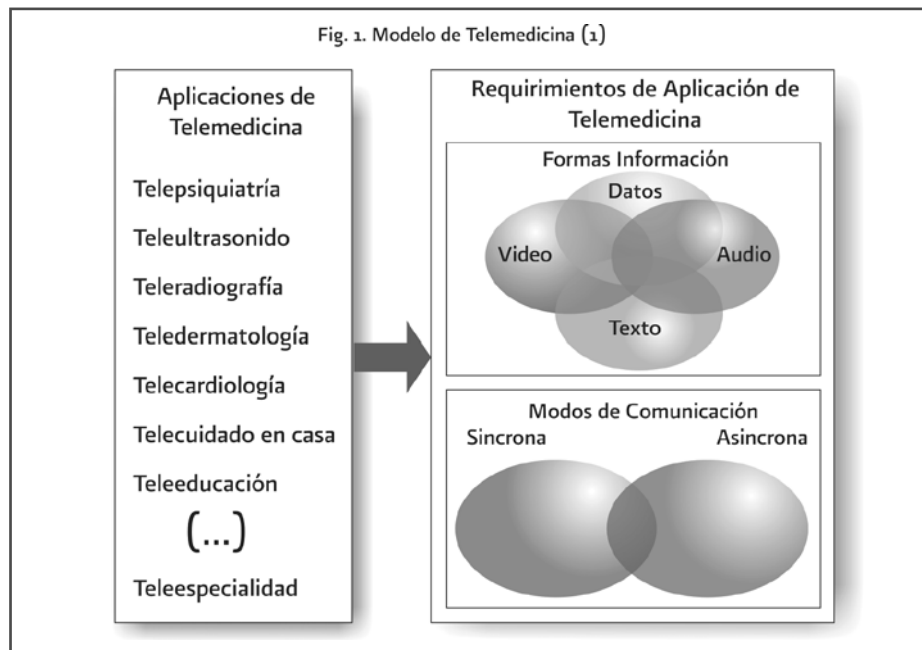 Fig. 1. Modelo de Telemedicina (1)
Aplicaciones de
Telemedicina
Telepsiquiatría
Teleultrasonido
Teleradiografía
Teledermatología
Telecardiología
Telecuidado en casa
Teleeducación
(...)
Teleespecialidad
Requirimientos de Aplicación de
Telemedicina
Formas Información
Datos
Video
Audio
Texto
Modos de Comunicación
Sincrona
Asincrona